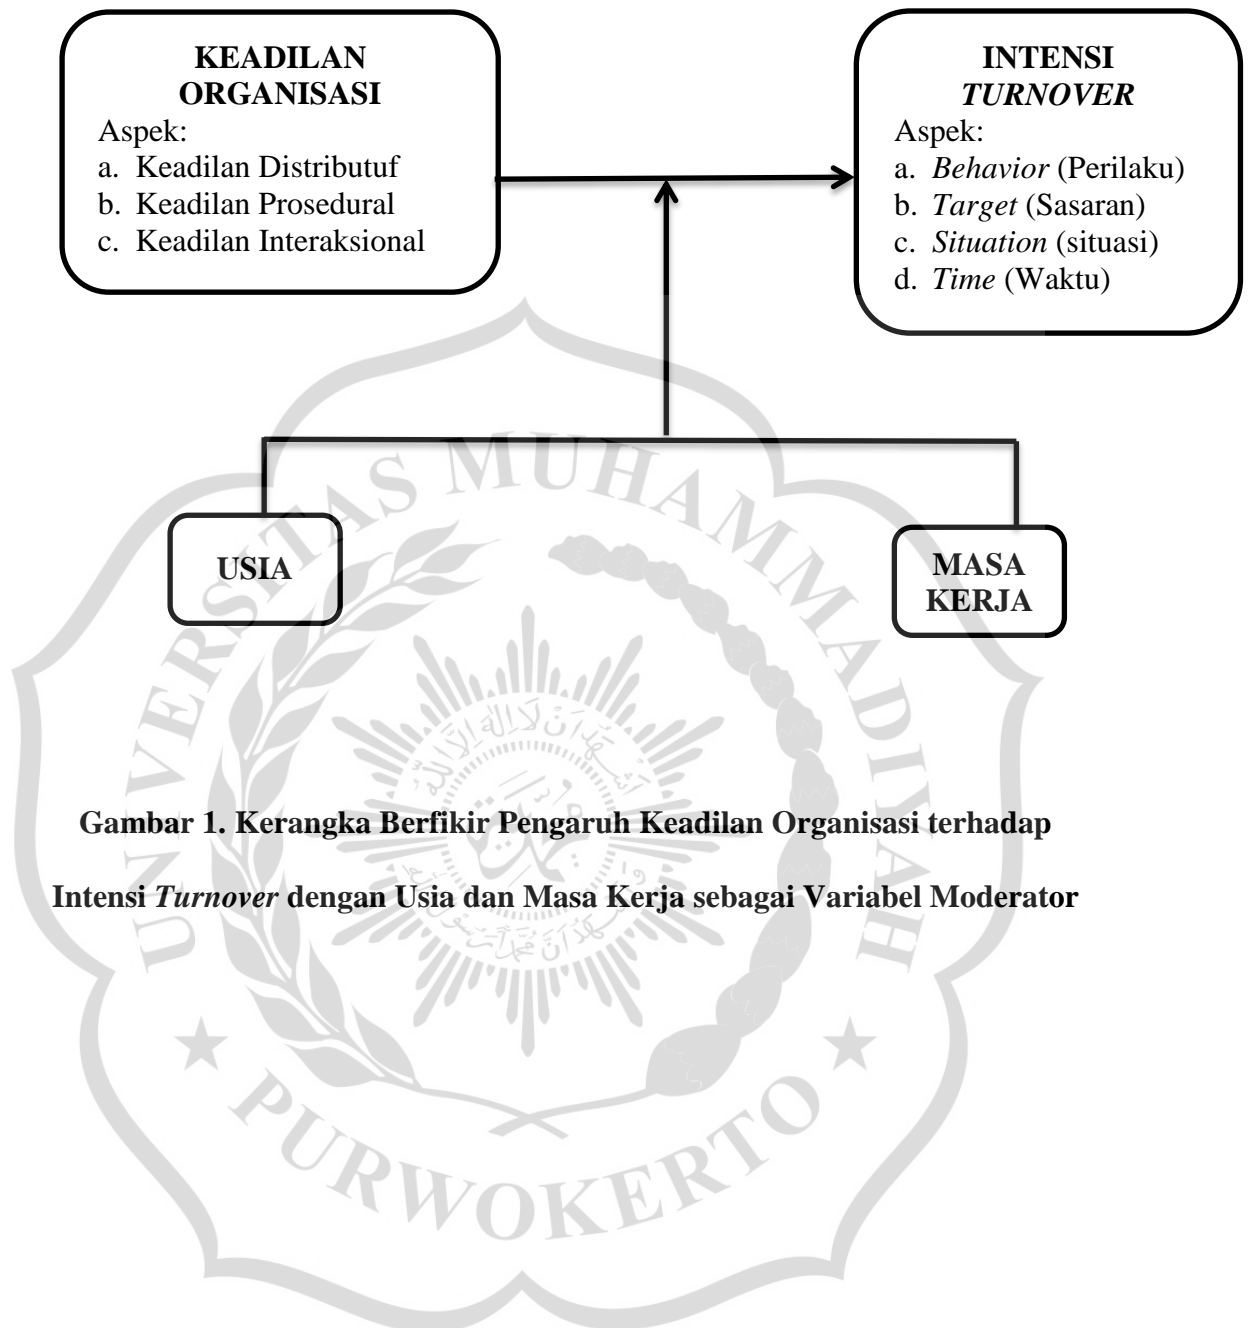 KEADILAN
ORGANISASI
Aspek:
a. Keadilan Distributuf
b. Keadilan Prosedural
c. Keadilan Interaksional
INTENSI
TURNOVER
Aspek:
a. Behavior (Perilaku)
b. Target (Sasaran)
c. Situation (situasi)
d. Time (Waktu)
USIA
MASA
KERJA
Gambar 1. Kerangka Berfikir Pengaruh Keadilan Organisasi terhadap
Intensi Turnover dengan Usia dan Masa Kerja sebagai Variabel Moderator
UNIVERSITAS MUHAMMADIYAH
PURWOKERTO